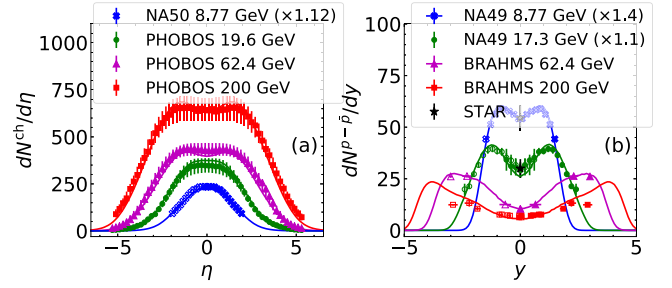 NA50 8.77 GeV (×1.12)
PHOBOS 19.6 GeV
PHOBOS 62.4 GeV
PHOBOS 200 GeV
(a)
dN^ch/dη
1000
750
500
250
0
−5 0 5
η
NA49 8.77 GeV (×1.4)
NA49 17.3 GeV (×1.1)
BRAHMS 62.4 GeV
BRAHMS 200 GeV
STAR
(b)
dN^{p−p̄}/dy
100
75
50
25
0
−5 0 5
y